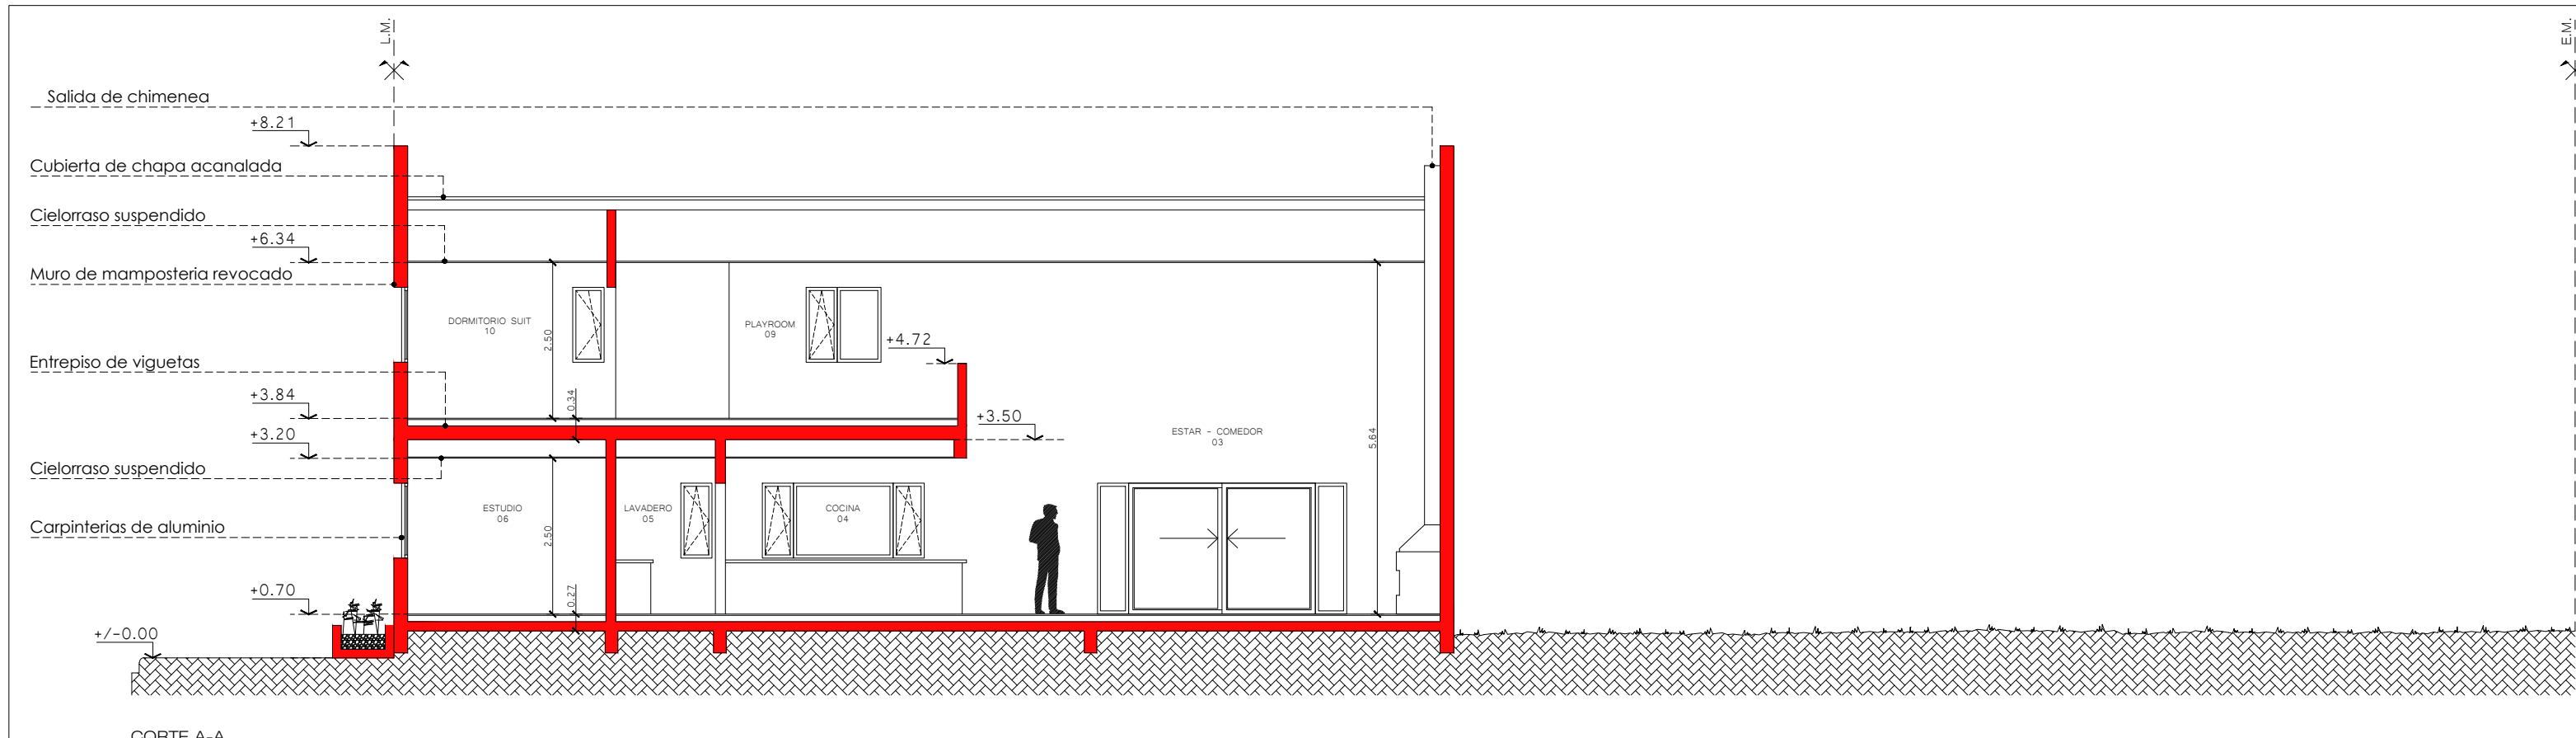 L.M.
E.M.
Salida de chimenea
+8.21
Cubierta de chapa acanalada
Cielorraso suspendido
+6.34
Muro de mamposteria revocado
DORMITORIO SUIT
10
2.50
PLAYROOM
09
+4.72
Entrepiso de viguetas
+3.84
0.34
+3.50
+3.20
ESTAR - COMEDOR
03
5.64
Cielorraso suspendido
ESTUDIO
06
2.50
LAVADERO
05
COCINA
04
Carpinterias de aluminio
+0.70
0.27
+/-0.00
CORTE A-A